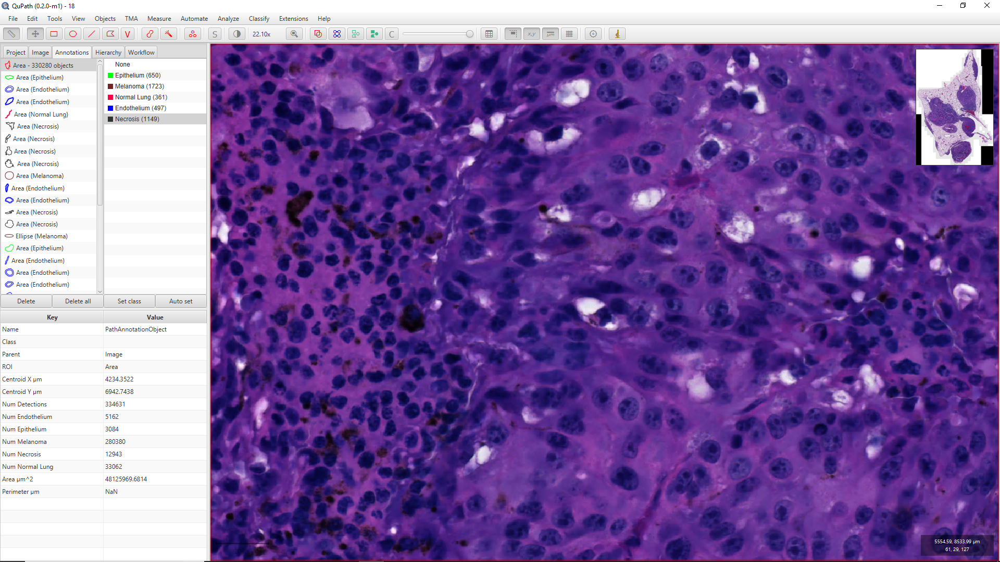 QuPath (0.2.0-m1) - 18
File Edit Tools View Objects TMA Measure Automate Analyze Classify Extensions Help
V S 22.10x C x,y µm
Project Image Annotations Hierarchy Workflow
Area - 330280 objects
Area (Epithelium)
Area (Endothelium)
Area (Endothelium)
Area (Normal Lung)
Area (Necrosis)
Area (Necrosis)
Area (Necrosis)
Area (Necrosis)
Area (Melanoma)
Area (Endothelium)
Area (Endothelium)
Area (Necrosis)
Area (Necrosis)
Ellipse (Melanoma)
Area (Epithelium)
Area (Endothelium)
Area (Endothelium)
Area (Endothelium)
None
Epithelium (650)
Melanoma (1723)
Normal Lung (361)
Endothelium (497)
Necrosis (1149)
Delete Delete all Set class Auto set
Key Value
Name PathAnnotationObject
Class
Parent Image
ROI Area
Centroid X µm 4234.3522
Centroid Y µm 6942.7438
Num Detections 334631
Num Endothelium 5162
Num Epithelium 3084
Num Melanoma 280380
Num Necrosis 12943
Num Normal Lung 33062
Area µm^2 48125969.6814
Perimeter µm NaN
5554.59, 8533.99 µm
61, 29, 127